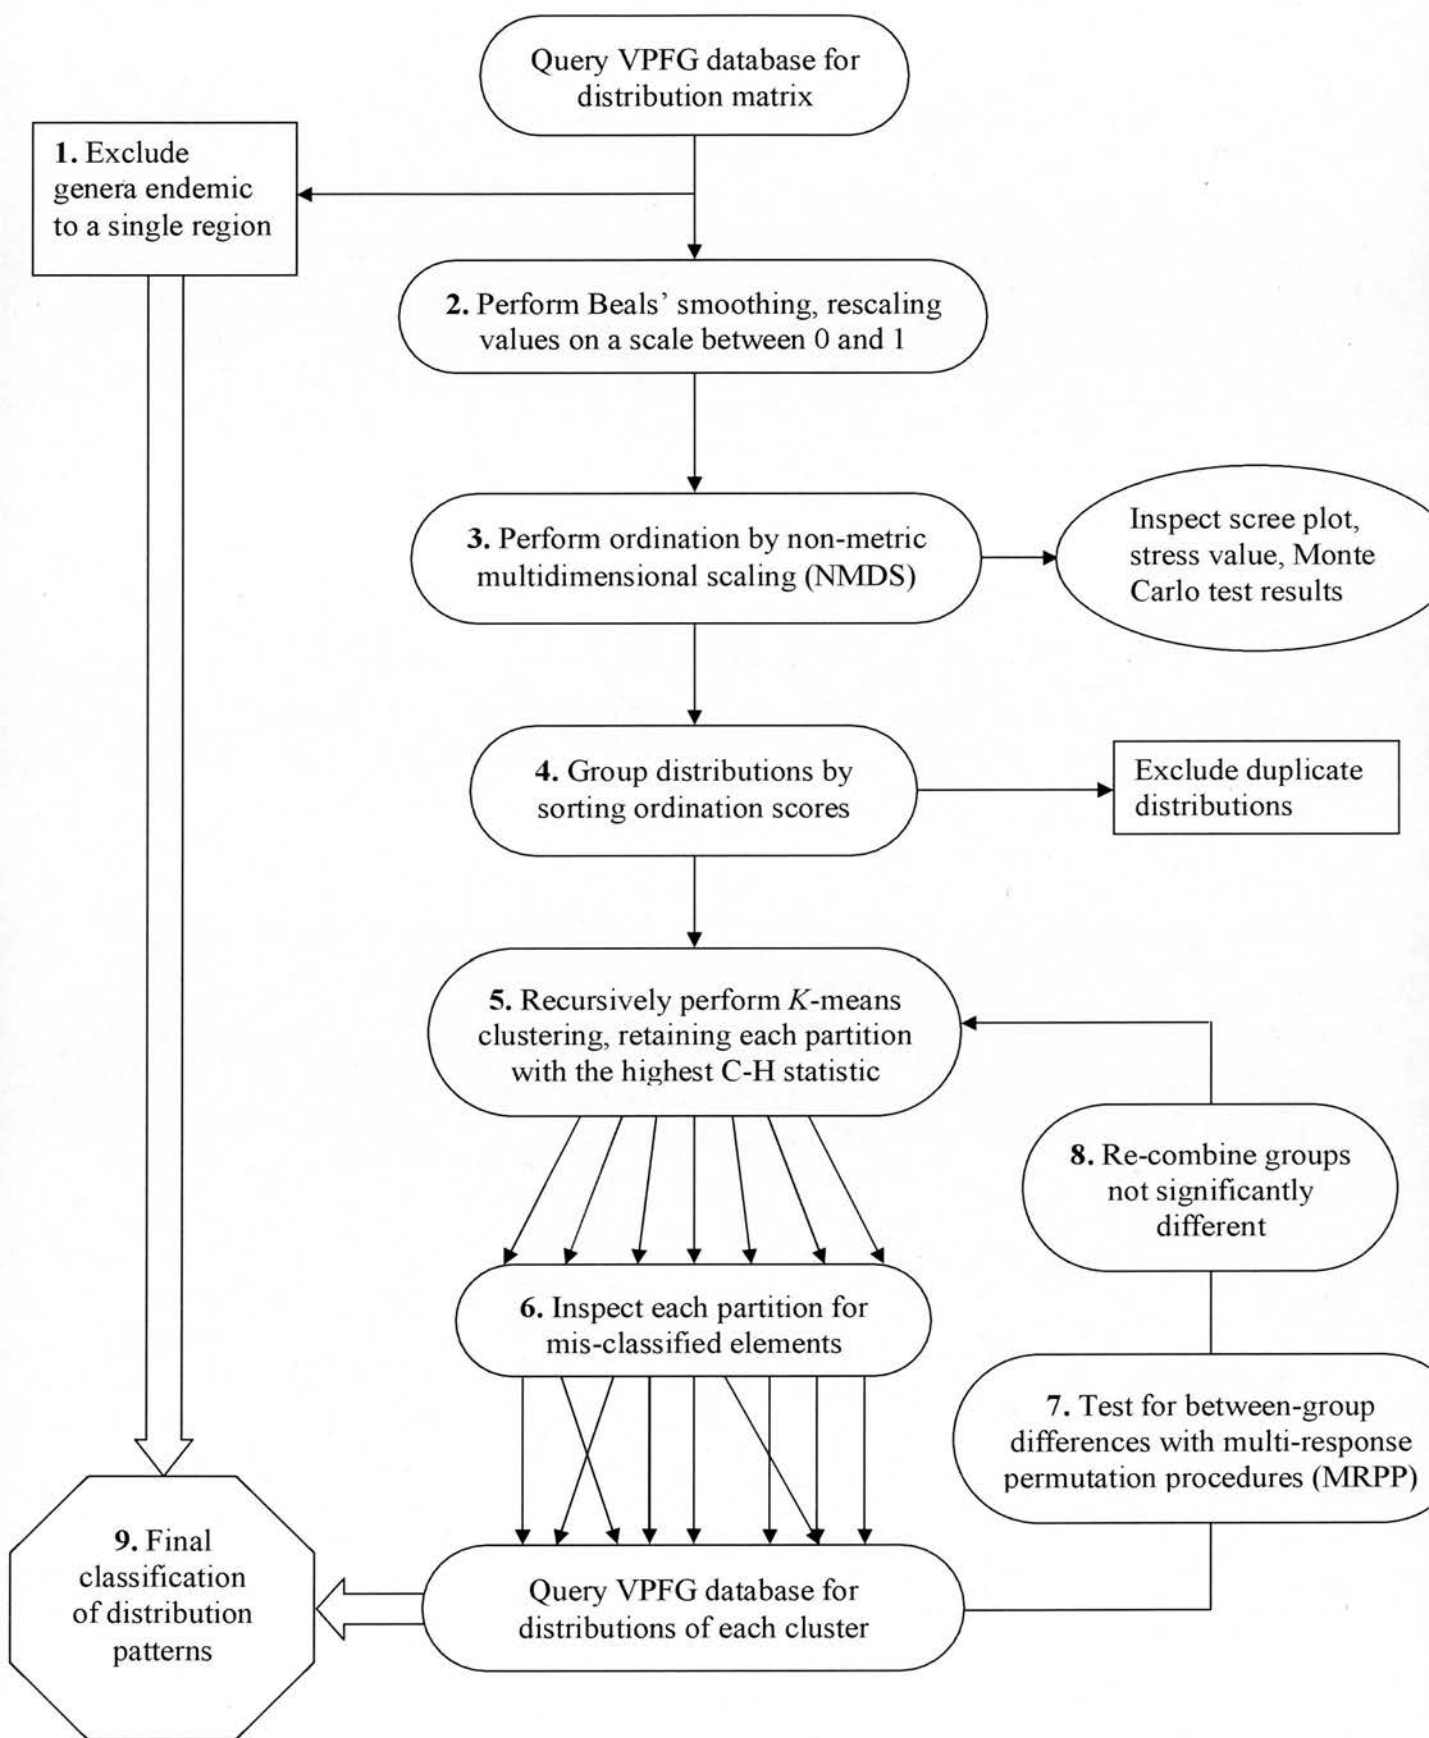 Query VPFG database for
distribution matrix
1. Exclude
genera endemic
to a single region
2. Perform Beals' smoothing, rescaling
values on a scale between 0 and 1
3. Perform ordination by non-metric
multidimensional scaling (NMDS)
Inspect scree plot,
stress value, Monte
Carlo test results
4. Group distributions by
sorting ordination scores
Exclude duplicate
distributions
5. Recursively perform K-means
clustering, retaining each partition
with the highest C-H statistic
8. Re-combine groups
not significantly
different
6. Inspect each partition for
mis-classified elements
7. Test for between-group
differences with multi-response
permutation procedures (MRPP)
9. Final
classification
of distribution
patterns
Query VPFG database for
distributions of each cluster